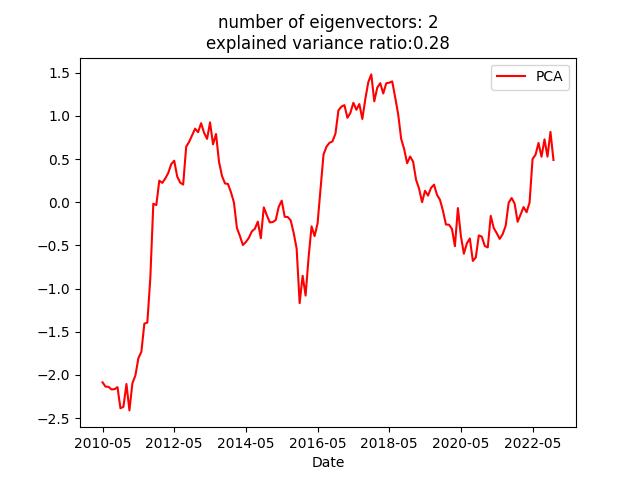 number of eigenvectors: 2
explained variance ratio:0.28
PCA
1.5
1.0
0.5
0.0
−0.5
−1.0
−1.5
−2.0
−2.5
2010-05 2012-05 2014-05 2016-05 2018-05 2020-05 2022-05
Date